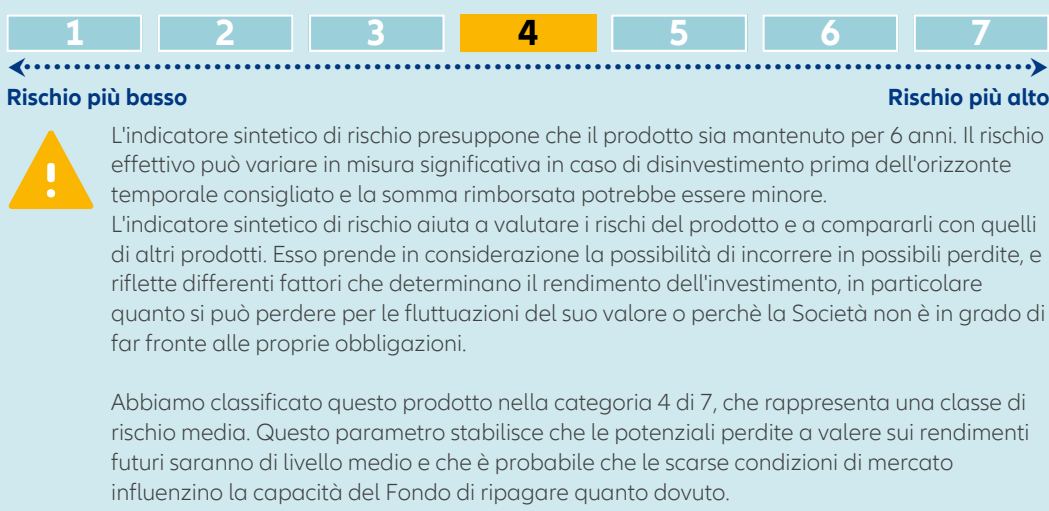 1 2 3 4 5 6 7
Rischio più basso Rischio più alto
L'indicatore sintetico di rischio presuppone che il prodotto sia mantenuto per 6 anni. Il rischio
effettivo può variare in misura significativa in caso di disinvestimento prima dell'orizzonte
temporale consigliato e la somma rimborsata potrebbe essere minore.
L'indicatore sintetico di rischio aiuta a valutare i rischi del prodotto e a compararli con quelli
di altri prodotti. Esso prende in considerazione la possibilità di incorrere in possibili perdite, e
riflette differenti fattori che determinano il rendimento dell'investimento, in particolare
quanto si può perdere per le fluttuazioni del suo valore o perchè la Società non è in grado di
far fronte alle proprie obbligazioni.
Abbiamo classificato questo prodotto nella categoria 4 di 7, che rappresenta una classe di
rischio media. Questo parametro stabilisce che le potenziali perdite a valere sui rendimenti
futuri saranno di livello medio e che è probabile che le scarse condizioni di mercato
influenzino la capacità del Fondo di ripagare quanto dovuto.